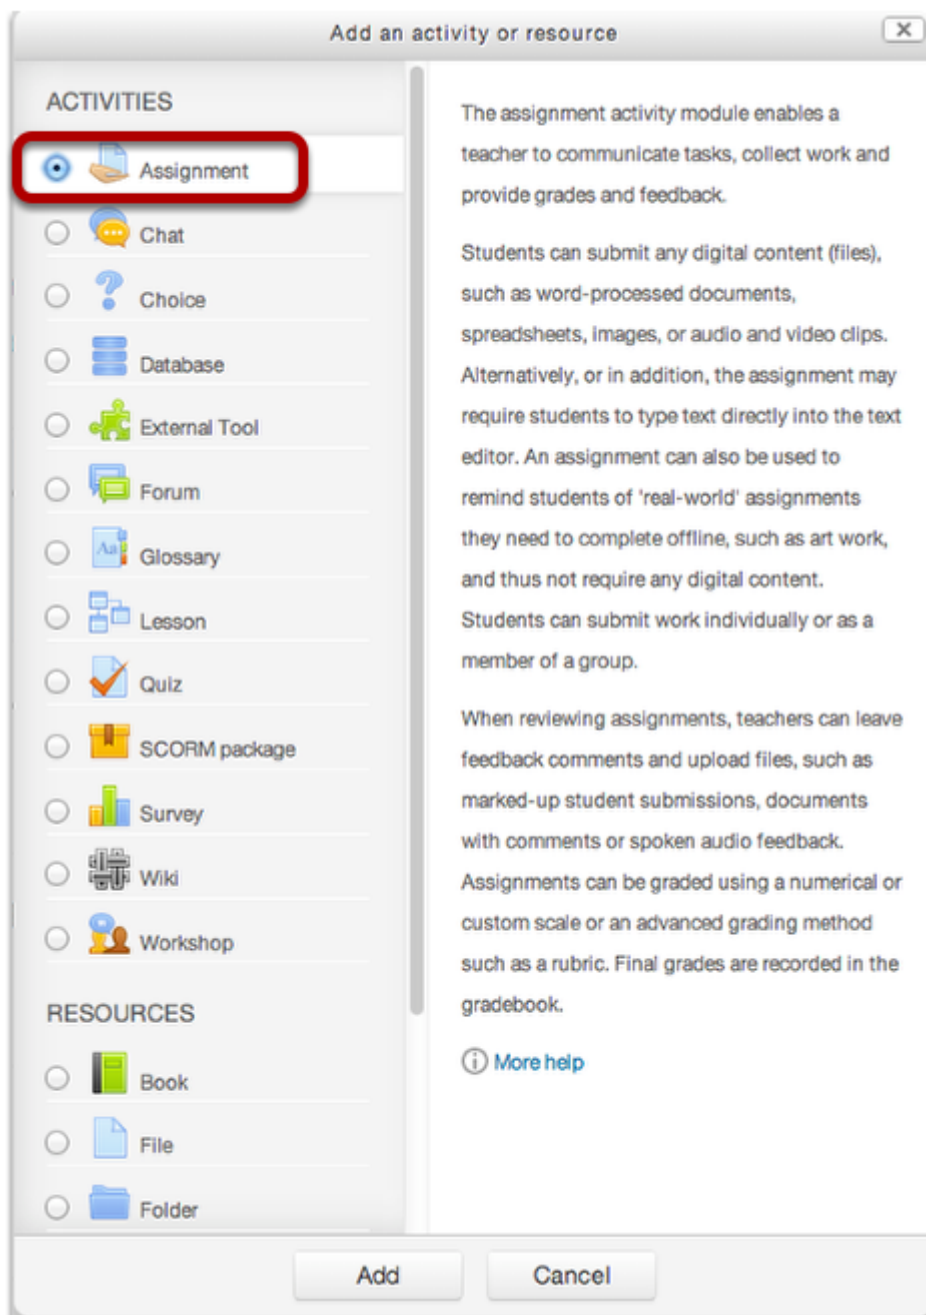 Add an activity or resource
ACTIVITIES
Assignment
Chat
Choice
Database
External Tool
Forum
Aa
Glossary
Lesson
Quiz
SCORM package
Survey
Wiki
Workshop
RESOURCES
Book
File
Folder
The assignment activity module enables a
teacher to communicate tasks, collect work and
provide grades and feedback.
Students can submit any digital content (files),
such as word-processed documents,
spreadsheets, images, or audio and video clips.
Alternatively, or in addition, the assignment may
require students to type text directly into the text
editor. An assignment can also be used to
remind students of 'real-world' assignments
they need to complete offline, such as art work,
and thus not require any digital content.
Students can submit work individually or as a
member of a group.
When reviewing assignments, teachers can leave
feedback comments and upload files, such as
marked-up student submissions, documents
with comments or spoken audio feedback.
Assignments can be graded using a numerical or
custom scale or an advanced grading method
such as a rubric. Final grades are recorded in the
gradebook.
More help
Add
Cancel